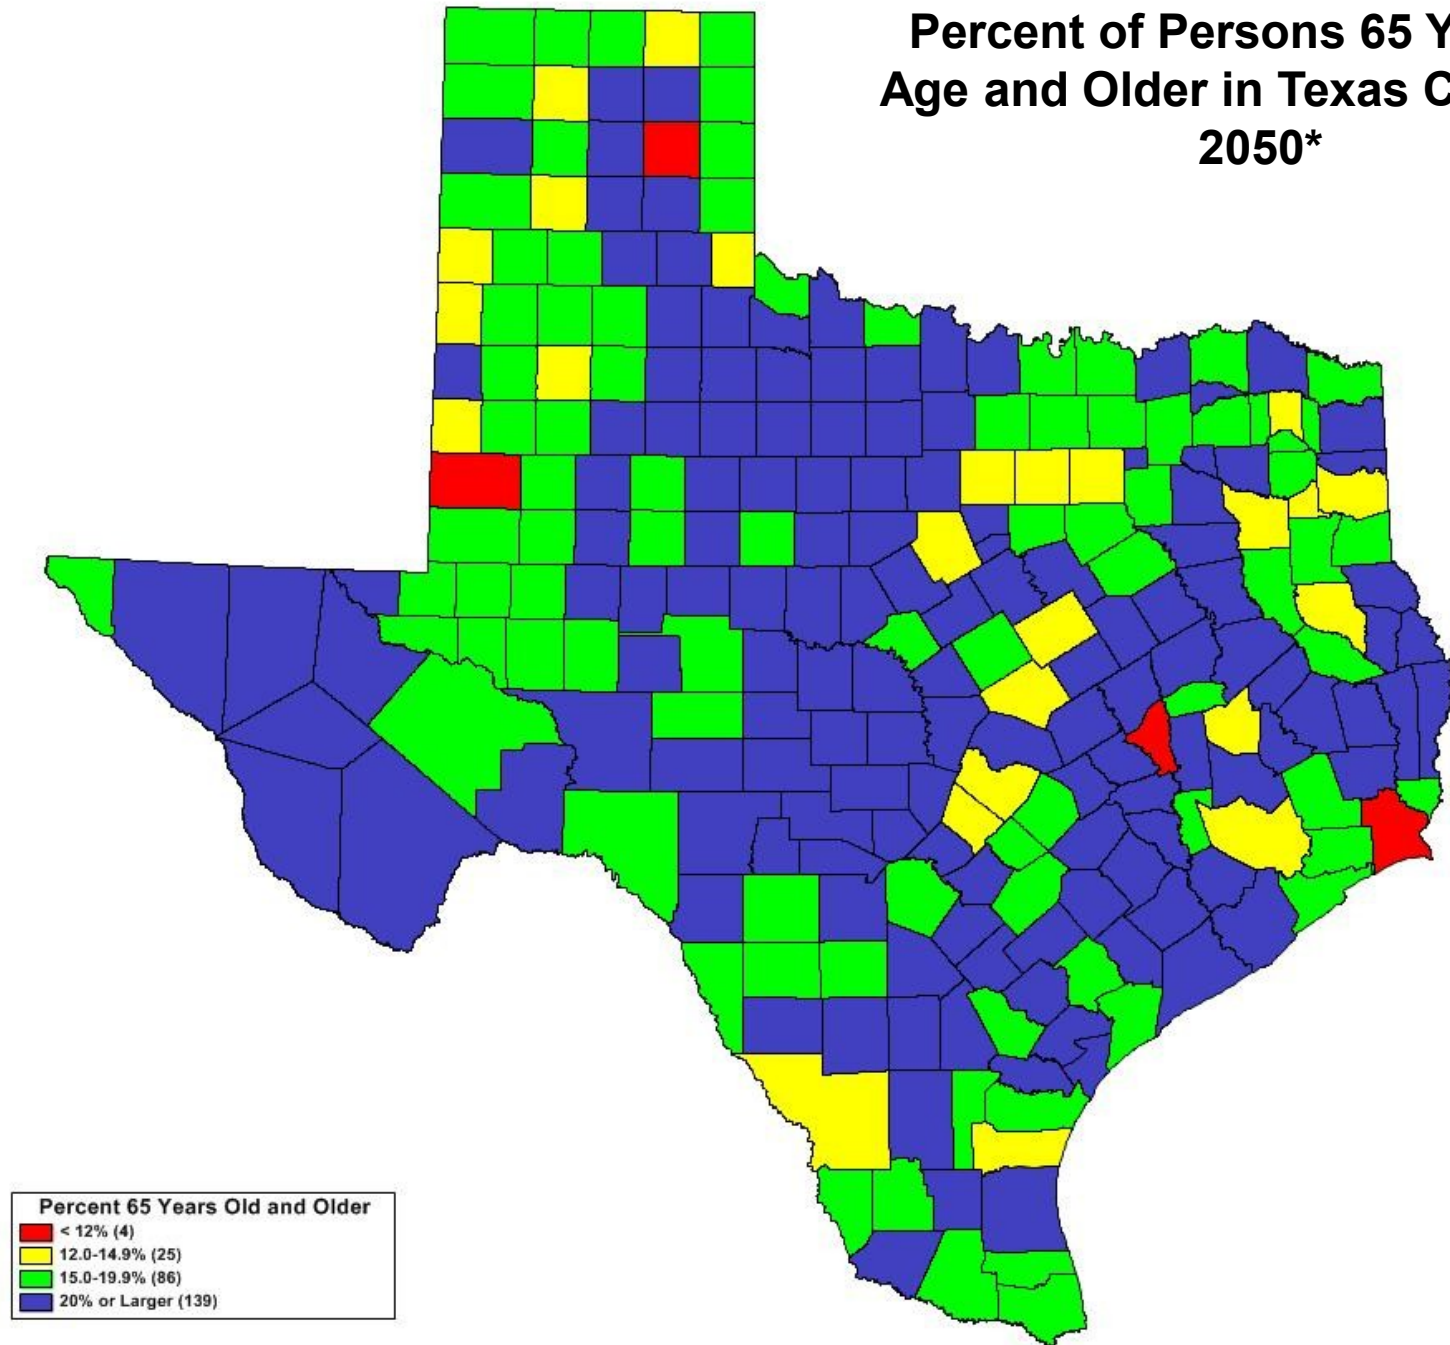 Percent of Persons 65 Y
Age and Older in Texas C
2050*
Percent 65 Years Old and Older
< 12% (4)
12.0-14.9% (25)
15.0-19.9% (86)
20% or Larger (139)